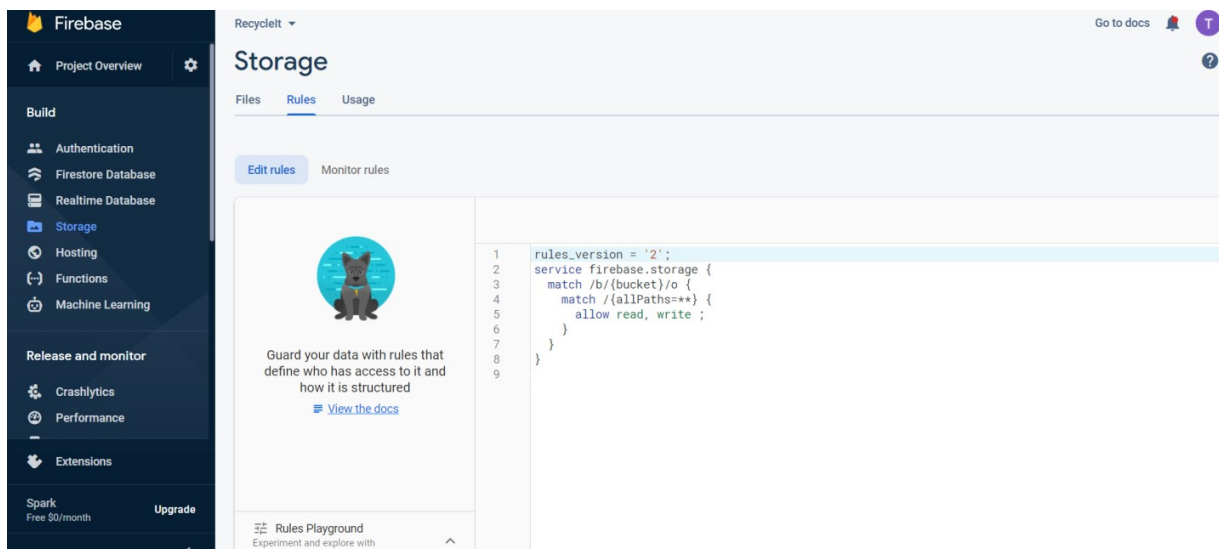 Firebase
Project Overview
Build
Authentication
Firestore Database
Realtime Database
Storage
Hosting
Functions
Machine Learning
Release and monitor
Crashlytics
Performance
Extensions
Spark
Free $0/month
Upgrade
RecycleIt
Go to docs
T
Storage
?
Files Rules Usage
Edit rules Monitor rules
Guard your data with rules that
define who has access to it and
how it is structured
View the docs
Rules Playground
Experiment and explore with
1 rules_version = '2';
2 service firebase.storage {
3 match /b/{bucket}/o {
4 match /{allPaths=**} {
5 allow read, write ;
6 }
7 }
8 }
9